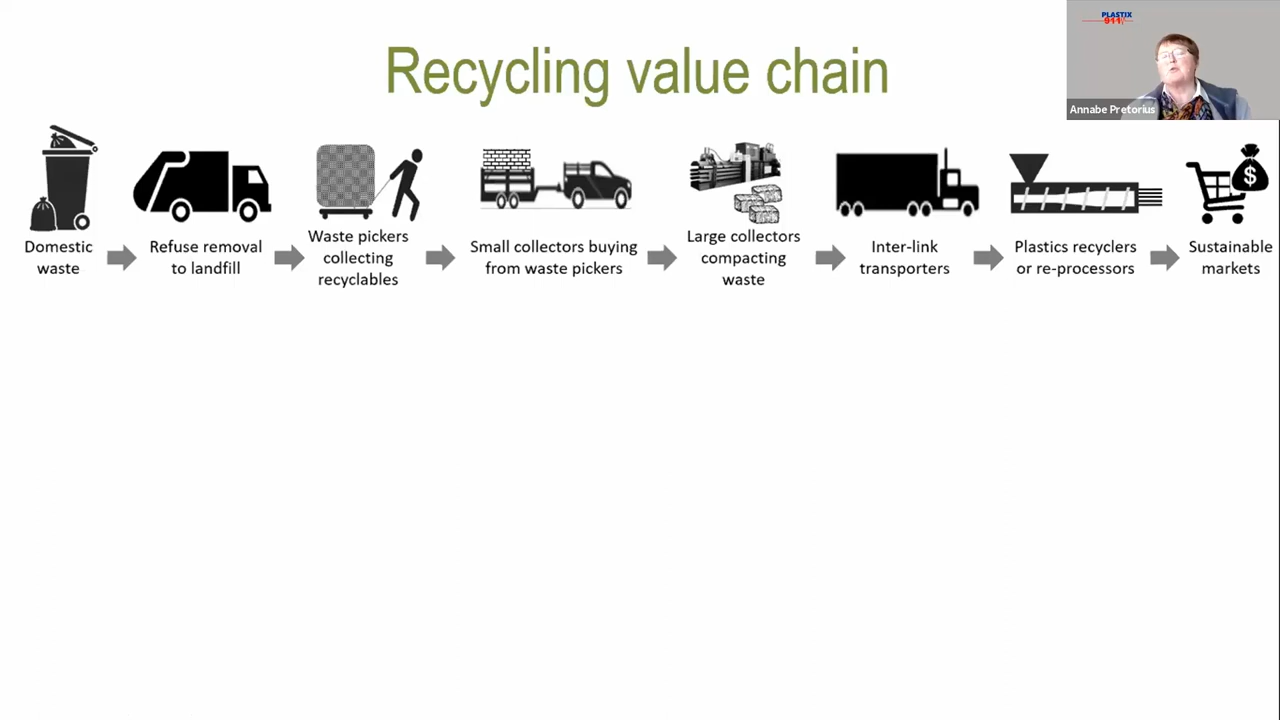 Recycling value chain
PLASTIX
911
Annabe Pretorius
Domestic
waste
Refuse removal
to landfill
Waste pickers
collecting
recyclables
Small collectors buying
from waste pickers
Large collectors
compacting
waste
Inter-link
transporters
Plastics recyclers
or re-processors
Sustainable
markets
$